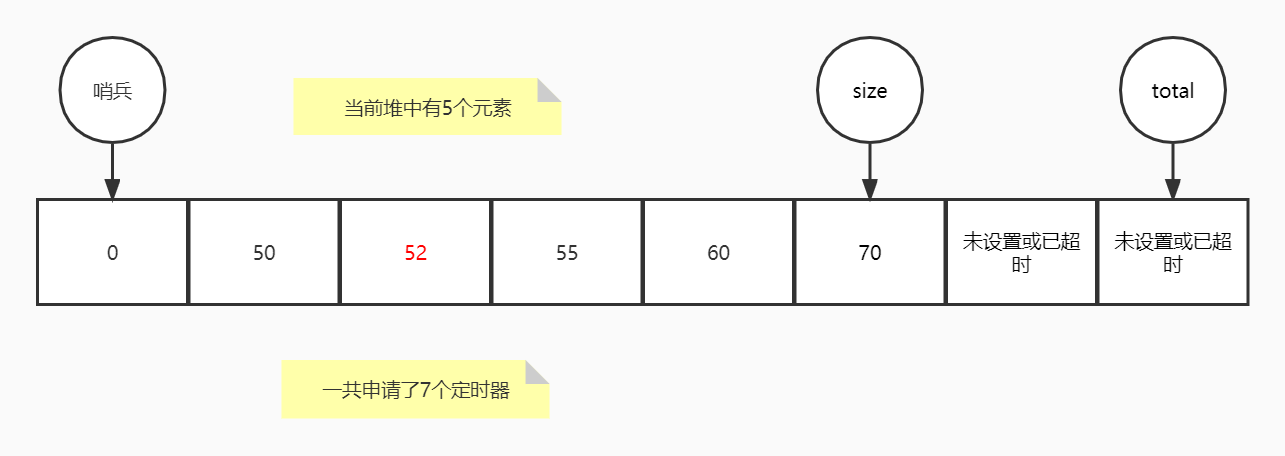 哨兵
当前堆中有5个元素
size
total
0
50
52
55
60
70
未设置或已超
时
未设置或已超
时
一共申请了7个定时器